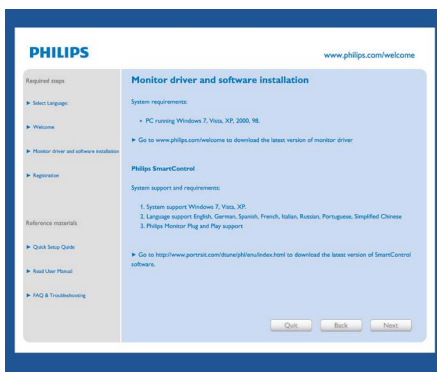 PHILIPS
www.philips.com/welcome
Required steps
Select Language:
Welcome
Monitor driver and software installation
Registration
Reference materials
Quick Setup Quide
Read User Manual
FAQ & Troubleshooting
Monitor driver and software installation
System requirements:
• PC running Windows 7, Vista, XP, 2000, 98.
Go to www.philips.com/welcome to download the latest version of monitor driver
Philips SmartControl
System support and requirements:
1. System support Windows 7, Vista, XP.
2. Language support English, German, Spanish, French, Italian, Russian, Portuguese, Simplified Chinese
3. Philips Monitor Plug and Play support
Go to http://www.portrait.com/dtune/phl/enu/index.html to download the latest version of SmartControl
software.
Quit
Back
Next